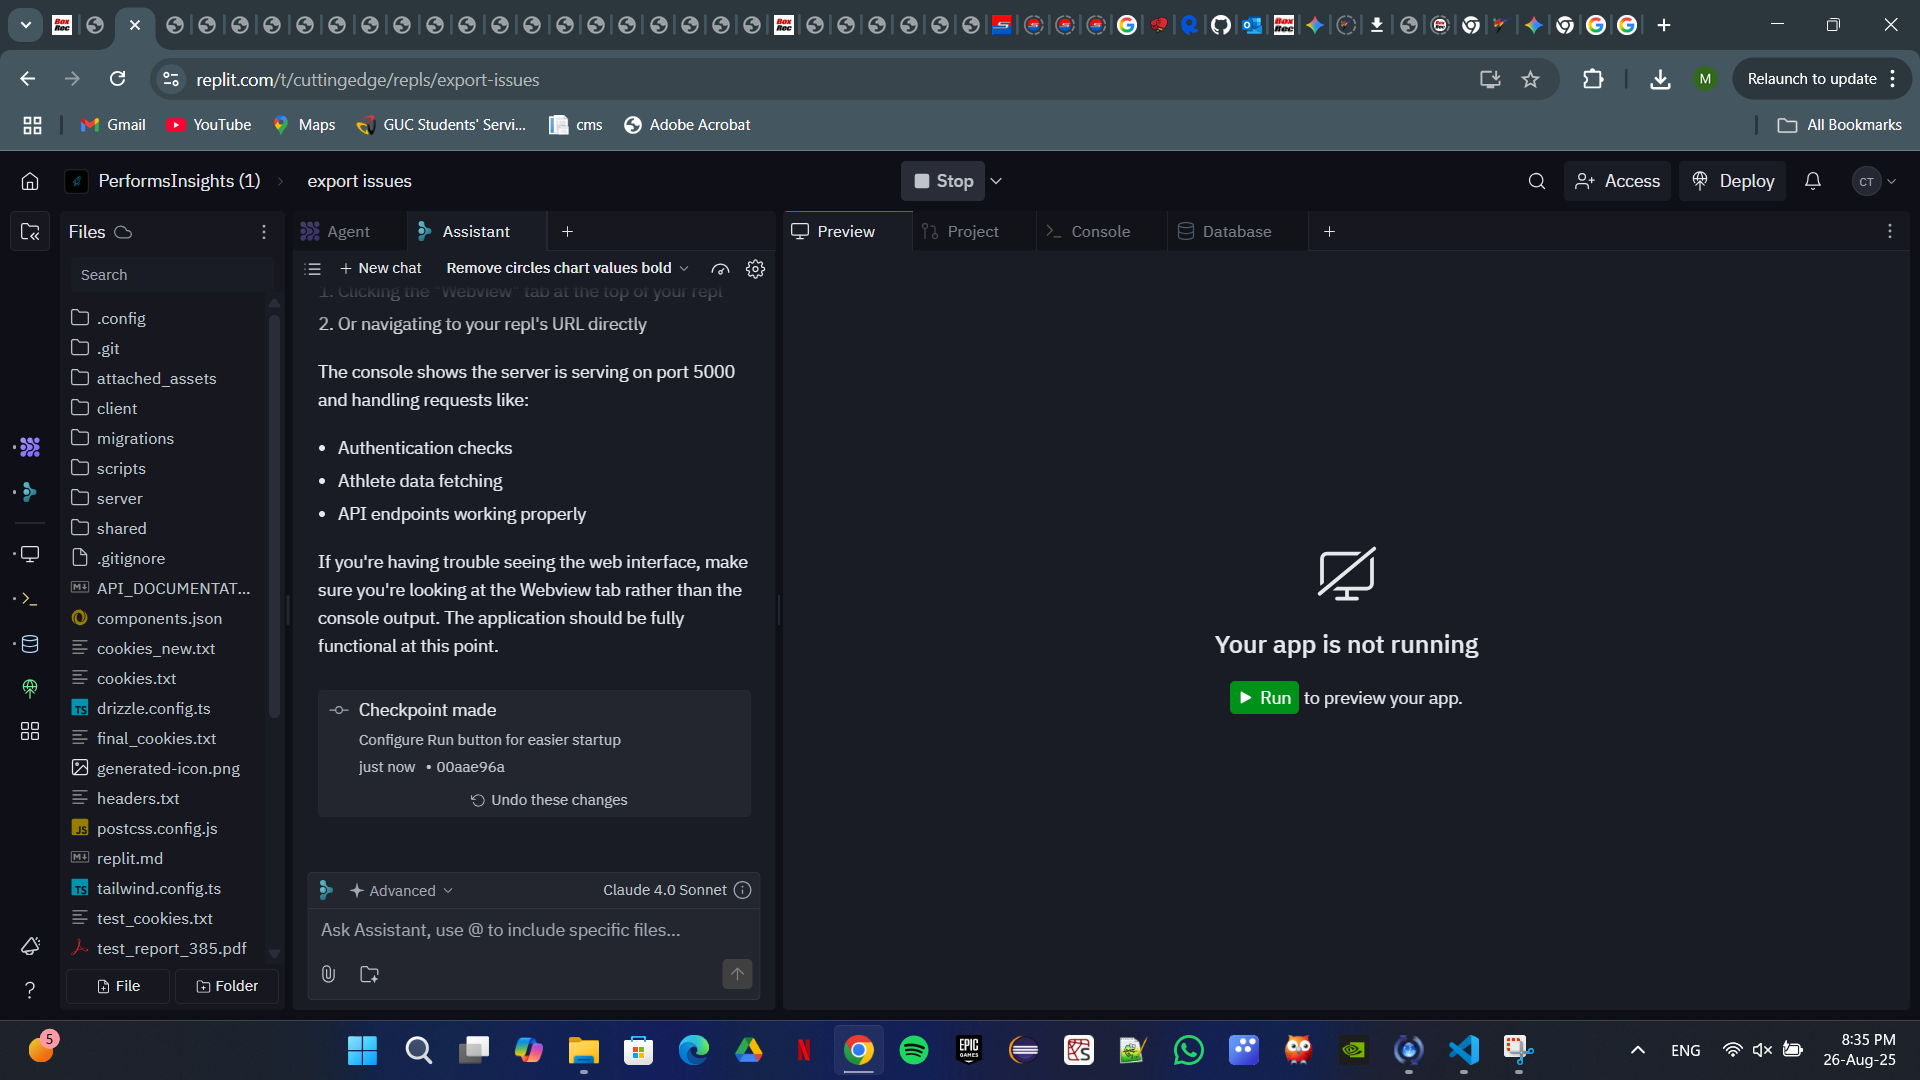 Box
Rec
Box
Rec
Box
Rec
replit.com/t/cuttingedge/repls/export-issues
M
Relaunch to update
Gmail
YouTube
Maps
GUC Students' Servi...
cms
Adobe Acrobat
All Bookmarks
PerformsInsights (1)
export issues
Stop
Access
Deploy
CT
Files
Search
.config
.git
attached_assets
client
migrations
scripts
server
shared
.gitignore
API_DOCUMENTAT...
components.json
cookies_new.txt
cookies.txt
drizzle.config.ts
final_cookies.txt
generated-icon.png
headers.txt
postcss.config.js
replit.md
tailwind.config.ts
test_cookies.txt
test_report_385.pdf
File
Folder
Agent
Assistant
New chat
Remove circles chart values bold
1. Clicking the "Webview" tab at the top of your repl
2. Or navigating to your repl's URL directly
The console shows the server is serving on port 5000
and handling requests like:
• Authentication checks
• Athlete data fetching
• API endpoints working properly
If you're having trouble seeing the web interface, make
sure you're looking at the Webview tab rather than the
console output. The application should be fully
functional at this point.
Checkpoint made
Configure Run button for easier startup
just now • 00aae96a
Undo these changes
Advanced
Claude 4.0 Sonnet
Ask Assistant, use @ to include specific files...
Preview
Project
Console
Database
Your app is not running
Run to preview your app.
5
EPIC
GAMES
ENG
8:35 PM
26-Aug-25